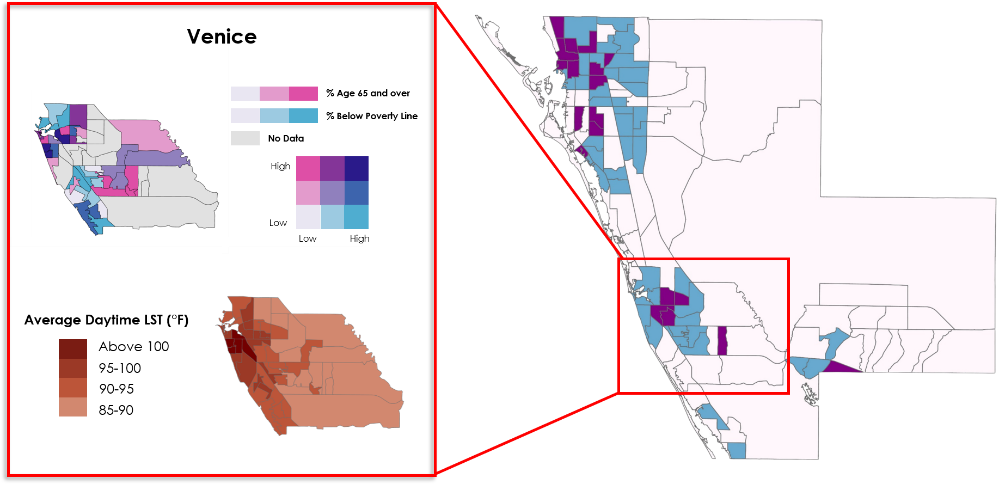 Venice
% Age 65 and over
% Below Poverty Line
No Data
High
Low
Low High
Average Daytime LST (°F)
Above 100
95-100
90-95
85-90